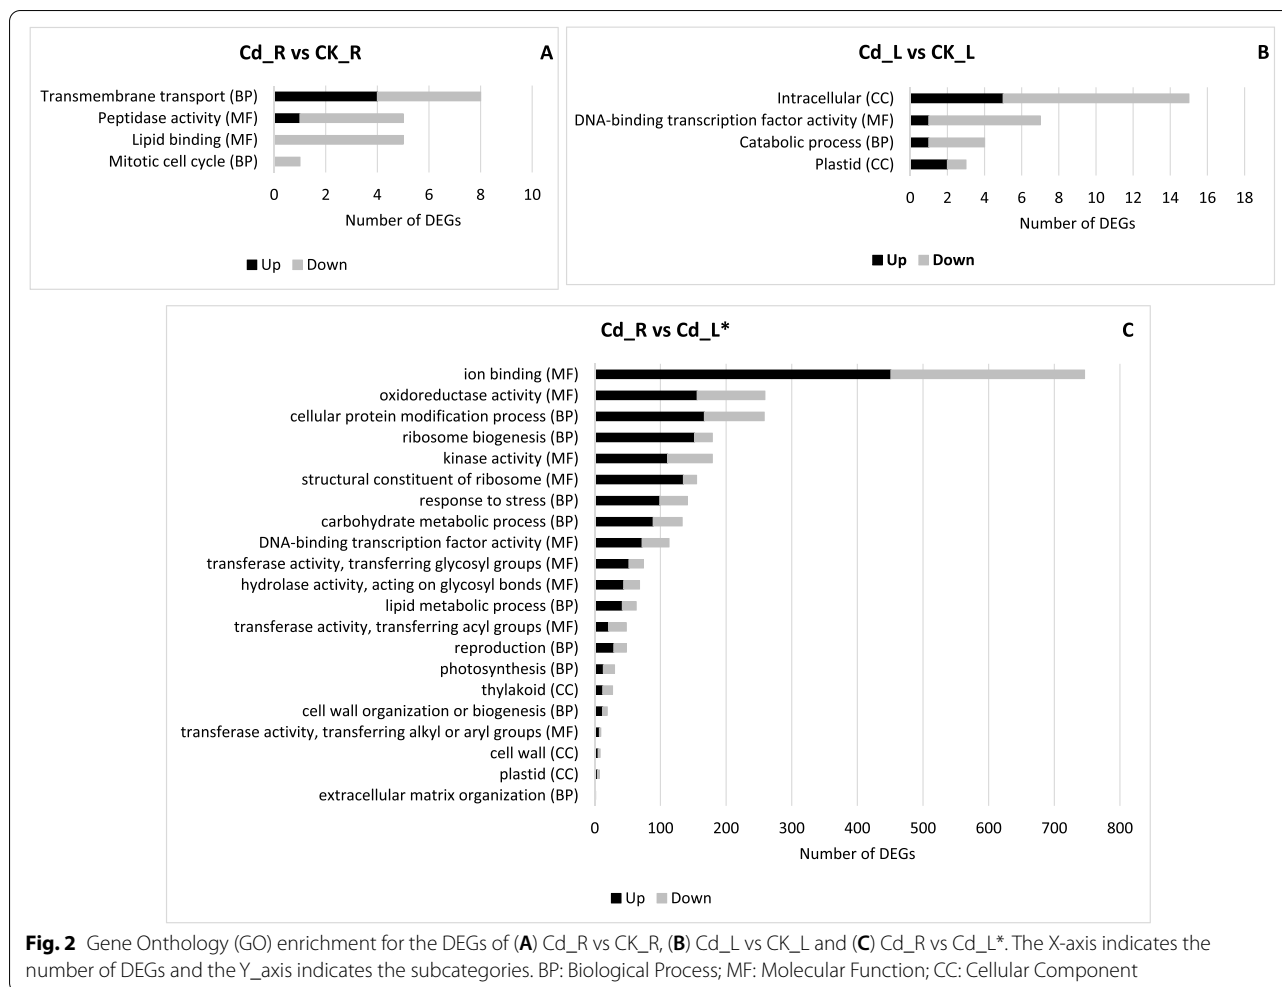 Cd_R vs CK_R
A
Transmembrane transport (BP)
Peptidase activity (MF)
Lipid binding (MF)
Mitotic cell cycle (BP)
0 2 4 6 8 10
Number of DEGs
Up Down
Cd_L vs CK_L
B
Intracellular (CC)
DNA-binding transcription factor activity (MF)
Catabolic process (BP)
Plastid (CC)
0 2 4 6 8 10 12 14 16 18
Number of DEGs
Up Down
Cd_R vs Cd_L*
C
ion binding (MF)
oxidoreductase activity (MF)
cellular protein modification process (BP)
ribosome biogenesis (BP)
kinase activity (MF)
structural constituent of ribosome (MF)
response to stress (BP)
carbohydrate metabolic process (BP)
DNA-binding transcription factor activity (MF)
transferase activity, transferring glycosyl groups (MF)
hydrolase activity, acting on glycosyl bonds (MF)
lipid metabolic process (BP)
transferase activity, transferring acyl groups (MF)
reproduction (BP)
photosynthesis (BP)
thylakoid (CC)
cell wall organization or biogenesis (BP)
transferase activity, transferring alkyl or aryl groups (MF)
cell wall (CC)
plastid (CC)
extracellular matrix organization (BP)
0 100 200 300 400 500 600 700 800
Number of DEGs
Up Down
Fig. 2 Gene Onthology (GO) enrichment for the DEGs of (A) Cd_R vs CK_R, (B) Cd_L vs CK_L and (C) Cd_R vs Cd_L*. The X-axis indicates the
number of DEGs and the Y_axis indicates the subcategories. BP: Biological Process; MF: Molecular Function; CC: Cellular Component